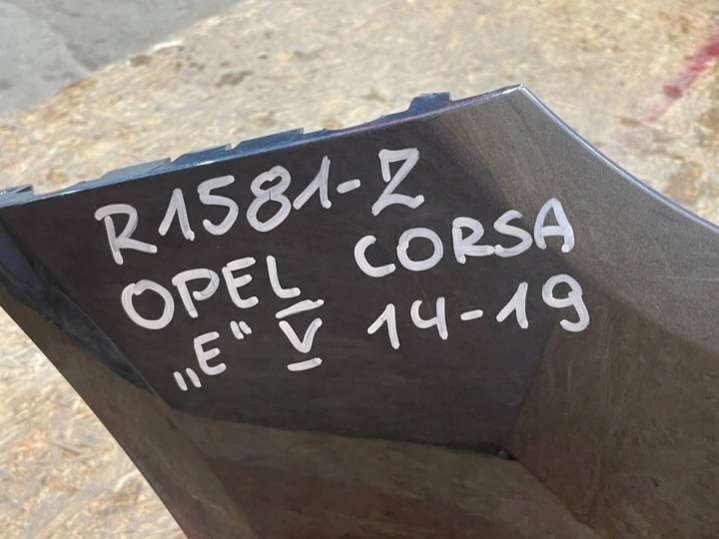 R1581-Z
OPEL CORSA
„E" V 14-19